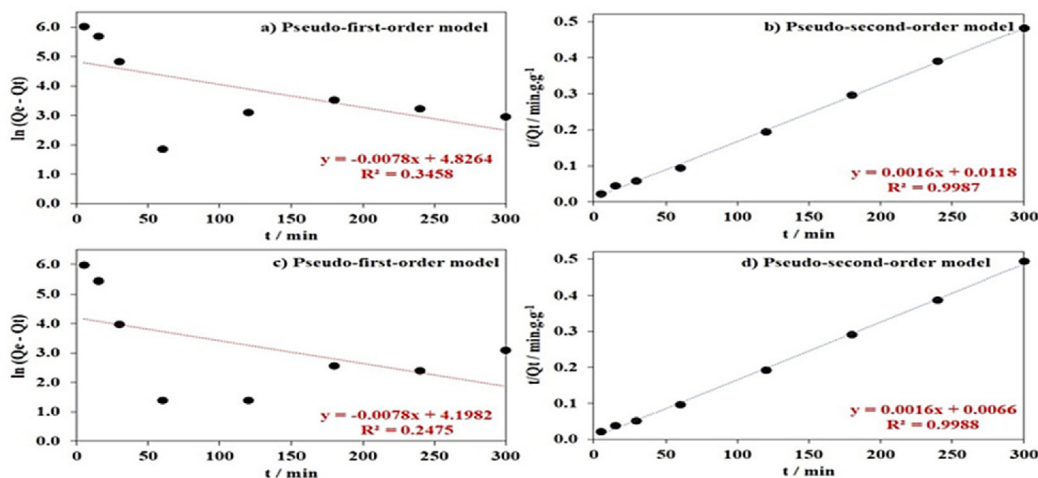 a) Pseudo-first-order model
ln (Qe - Qt)
6.0
5.0
4.0
3.0
2.0
1.0
0.0
y = -0.0078x + 4.8264
R² = 0.3458
0 50 100 150 200 250 300
t / min
b) Pseudo-second-order model
t/Qt / min.g.g⁻¹
0.5
0.4
0.3
0.2
0.1
0.0
y = 0.0016x + 0.0118
R² = 0.9987
0 50 100 150 200 250 300
t / min
c) Pseudo-first-order model
ln (Qe - Qt)
6.0
5.0
4.0
3.0
2.0
1.0
0.0
y = -0.0078x + 4.1982
R² = 0.2475
0 50 100 150 200 250 300
t / min
d) Pseudo-second-order model
t/Qt / min.g.g⁻¹
0.5
0.4
0.3
0.2
0.1
0.0
y = 0.0016x + 0.0066
R² = 0.9988
0 50 100 150 200 250 300
t / min